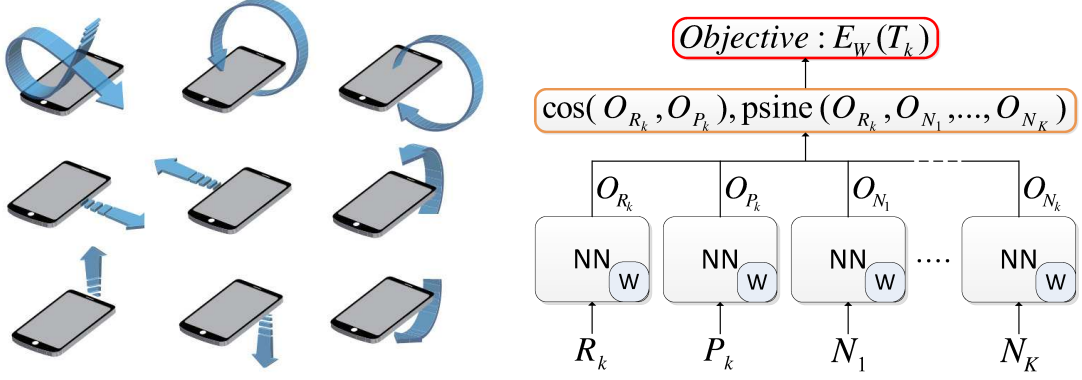 Objective : E_W(T_k)
cos( O_{R_k} , O_{P_k} ), psine ( O_{R_k} , O_{N_1} ,..., O_{N_K} )
O_{R_k} O_{P_k} O_{N_1} O_{N_k}
NN NN NN .... NN
W W W W
R_k P_k N_1 N_K